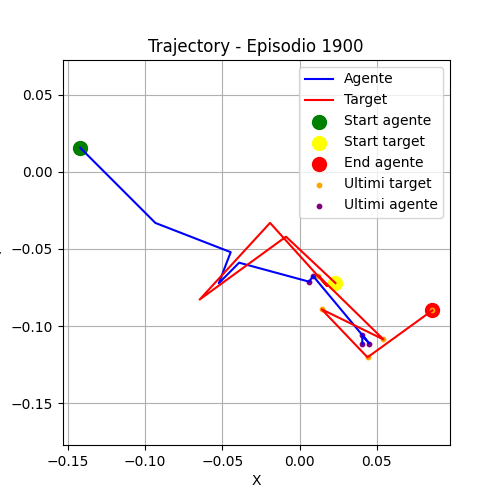 Trajectory - Episodio 1900
Agente
Target
Start agente
Start target
End agente
Ultimi target
Ultimi agente
0.05
0.00
−0.05
−0.10
−0.15
−0.15
−0.10
−0.05
0.00
0.05
X